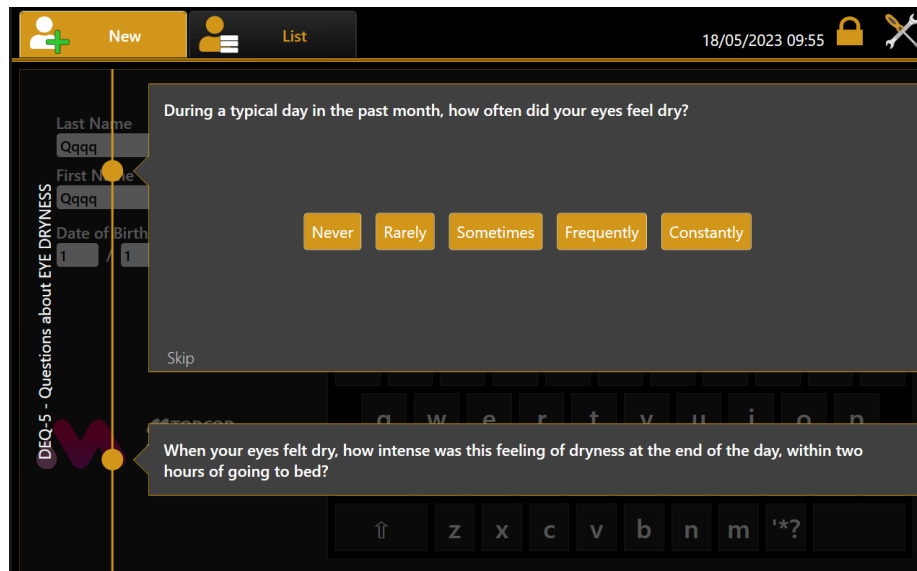 New
List
18/05/2023 09:55
During a typical day in the past month, how often did your eyes feel dry?
Last Name
Qqqq
First Name
Qqqq
Date of Birth
1 / 1
Never Rarely Sometimes Frequently Constantly
Skip
DEQ-5 - Questions about EYE DRYNESS
q w e r t y u i o p
When your eyes felt dry, how intense was this feeling of dryness at the end of the day, within two
hours of going to bed?
⇧ z x c v b n m '*?